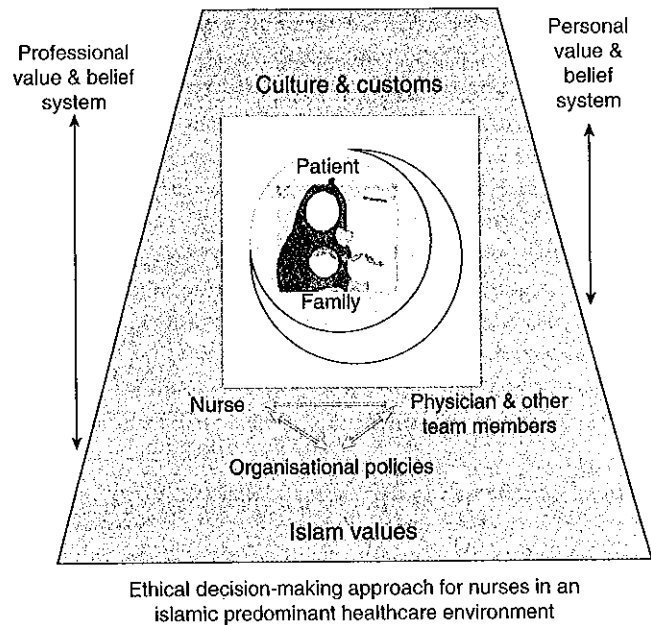 Professional
value & belief
system
Personal
value &
belief
system
Culture & customs
Patient
Family
Nurse
Physician & other
team members
Organisational policies
Islam values
Ethical decision-making approach for nurses in an
islamic predominant healthcare environment